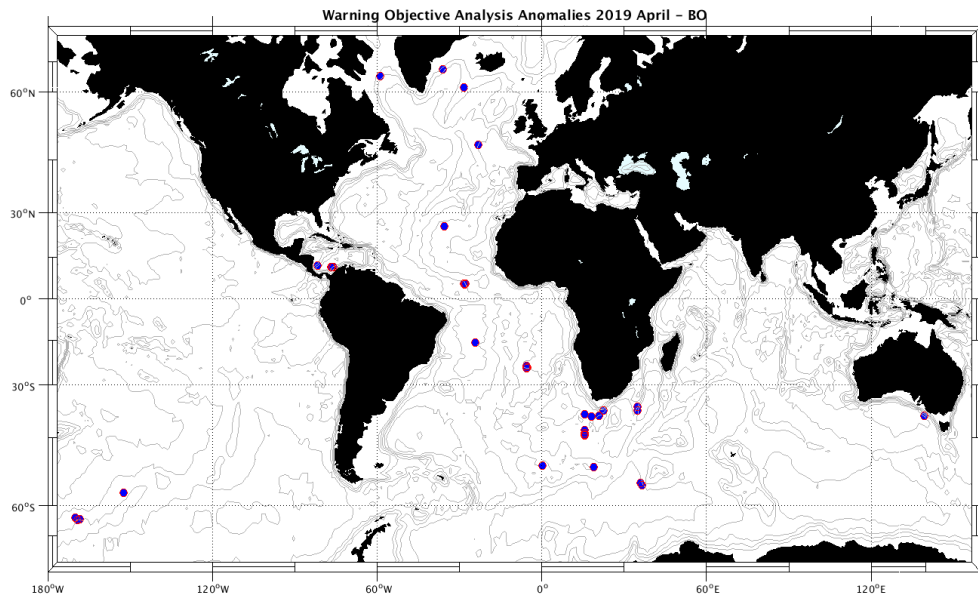 Warning Objective Analysis Anomalies 2019 April – BO
60°N
30°N
0°
30°S
60°S
180°W
120°W
60°W
0°
60°E
120°E